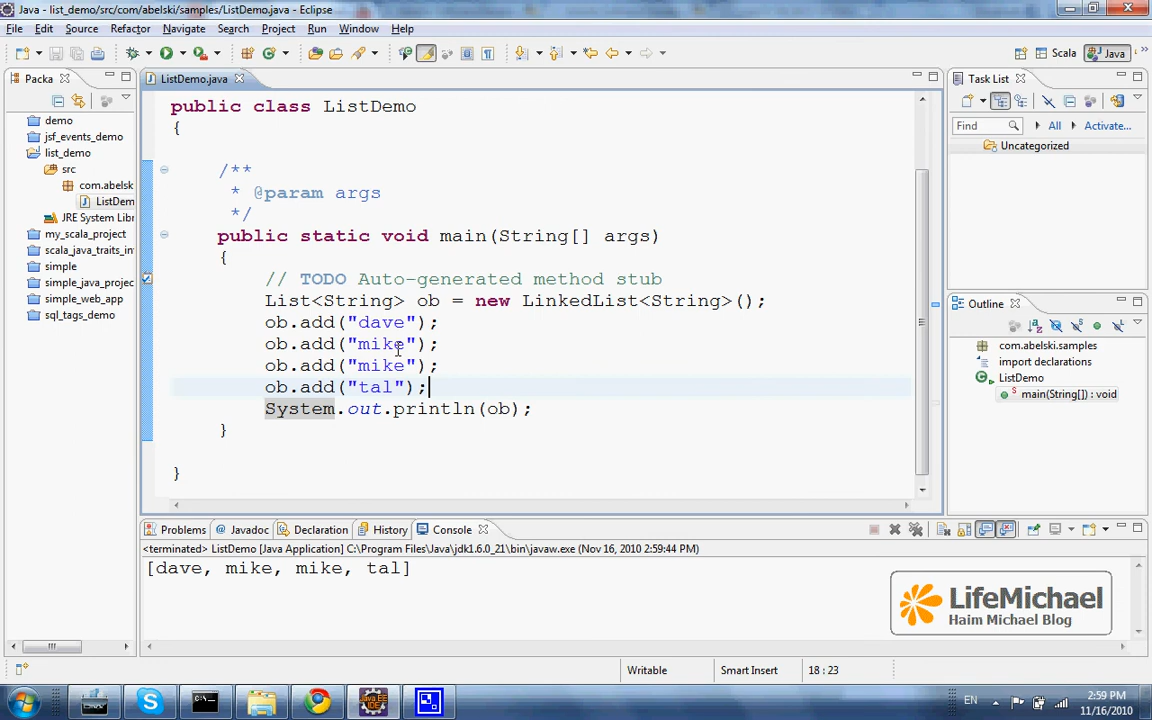 Java - list_demo/src/com/abelski/samples/ListDemo.java - Eclipse
File Edit Source Refactor Navigate Search Project Run Window Help
Scala Java
Packa
ListDemo.java
Task List
demo
jsf_events_demo
list_demo
src
com.abelsk
ListDem
JRE System Libr
my_scala_project
scala_java_traits_in
simple
simple_java_projec
simple_web_app
sql_tags_demo
public class ListDemo
{
/**
* @param args
*/
public static void main(String[] args)
{
// TODO Auto-generated method stub
List<String> ob = new LinkedList<String>();
ob.add("dave");
ob.add("mike");
ob.add("mike");
ob.add("tal");
System.out.println(ob);
}
}
Find All Activate...
Uncategorized
Outline
com.abelski.samples
import declarations
ListDemo
main(String[]) : void
Problems Javadoc Declaration History Console
<terminated> ListDemo [Java Application] C:\Program Files\Java\jdk1.6.0_21\bin\javaw.exe (Nov 16, 2010 2:59:44 PM)
[dave, mike, mike, tal]
LifeMichael
Haim Michael Blog
Writable Smart Insert 18 : 23
EN
2:59 PM
11/16/2010